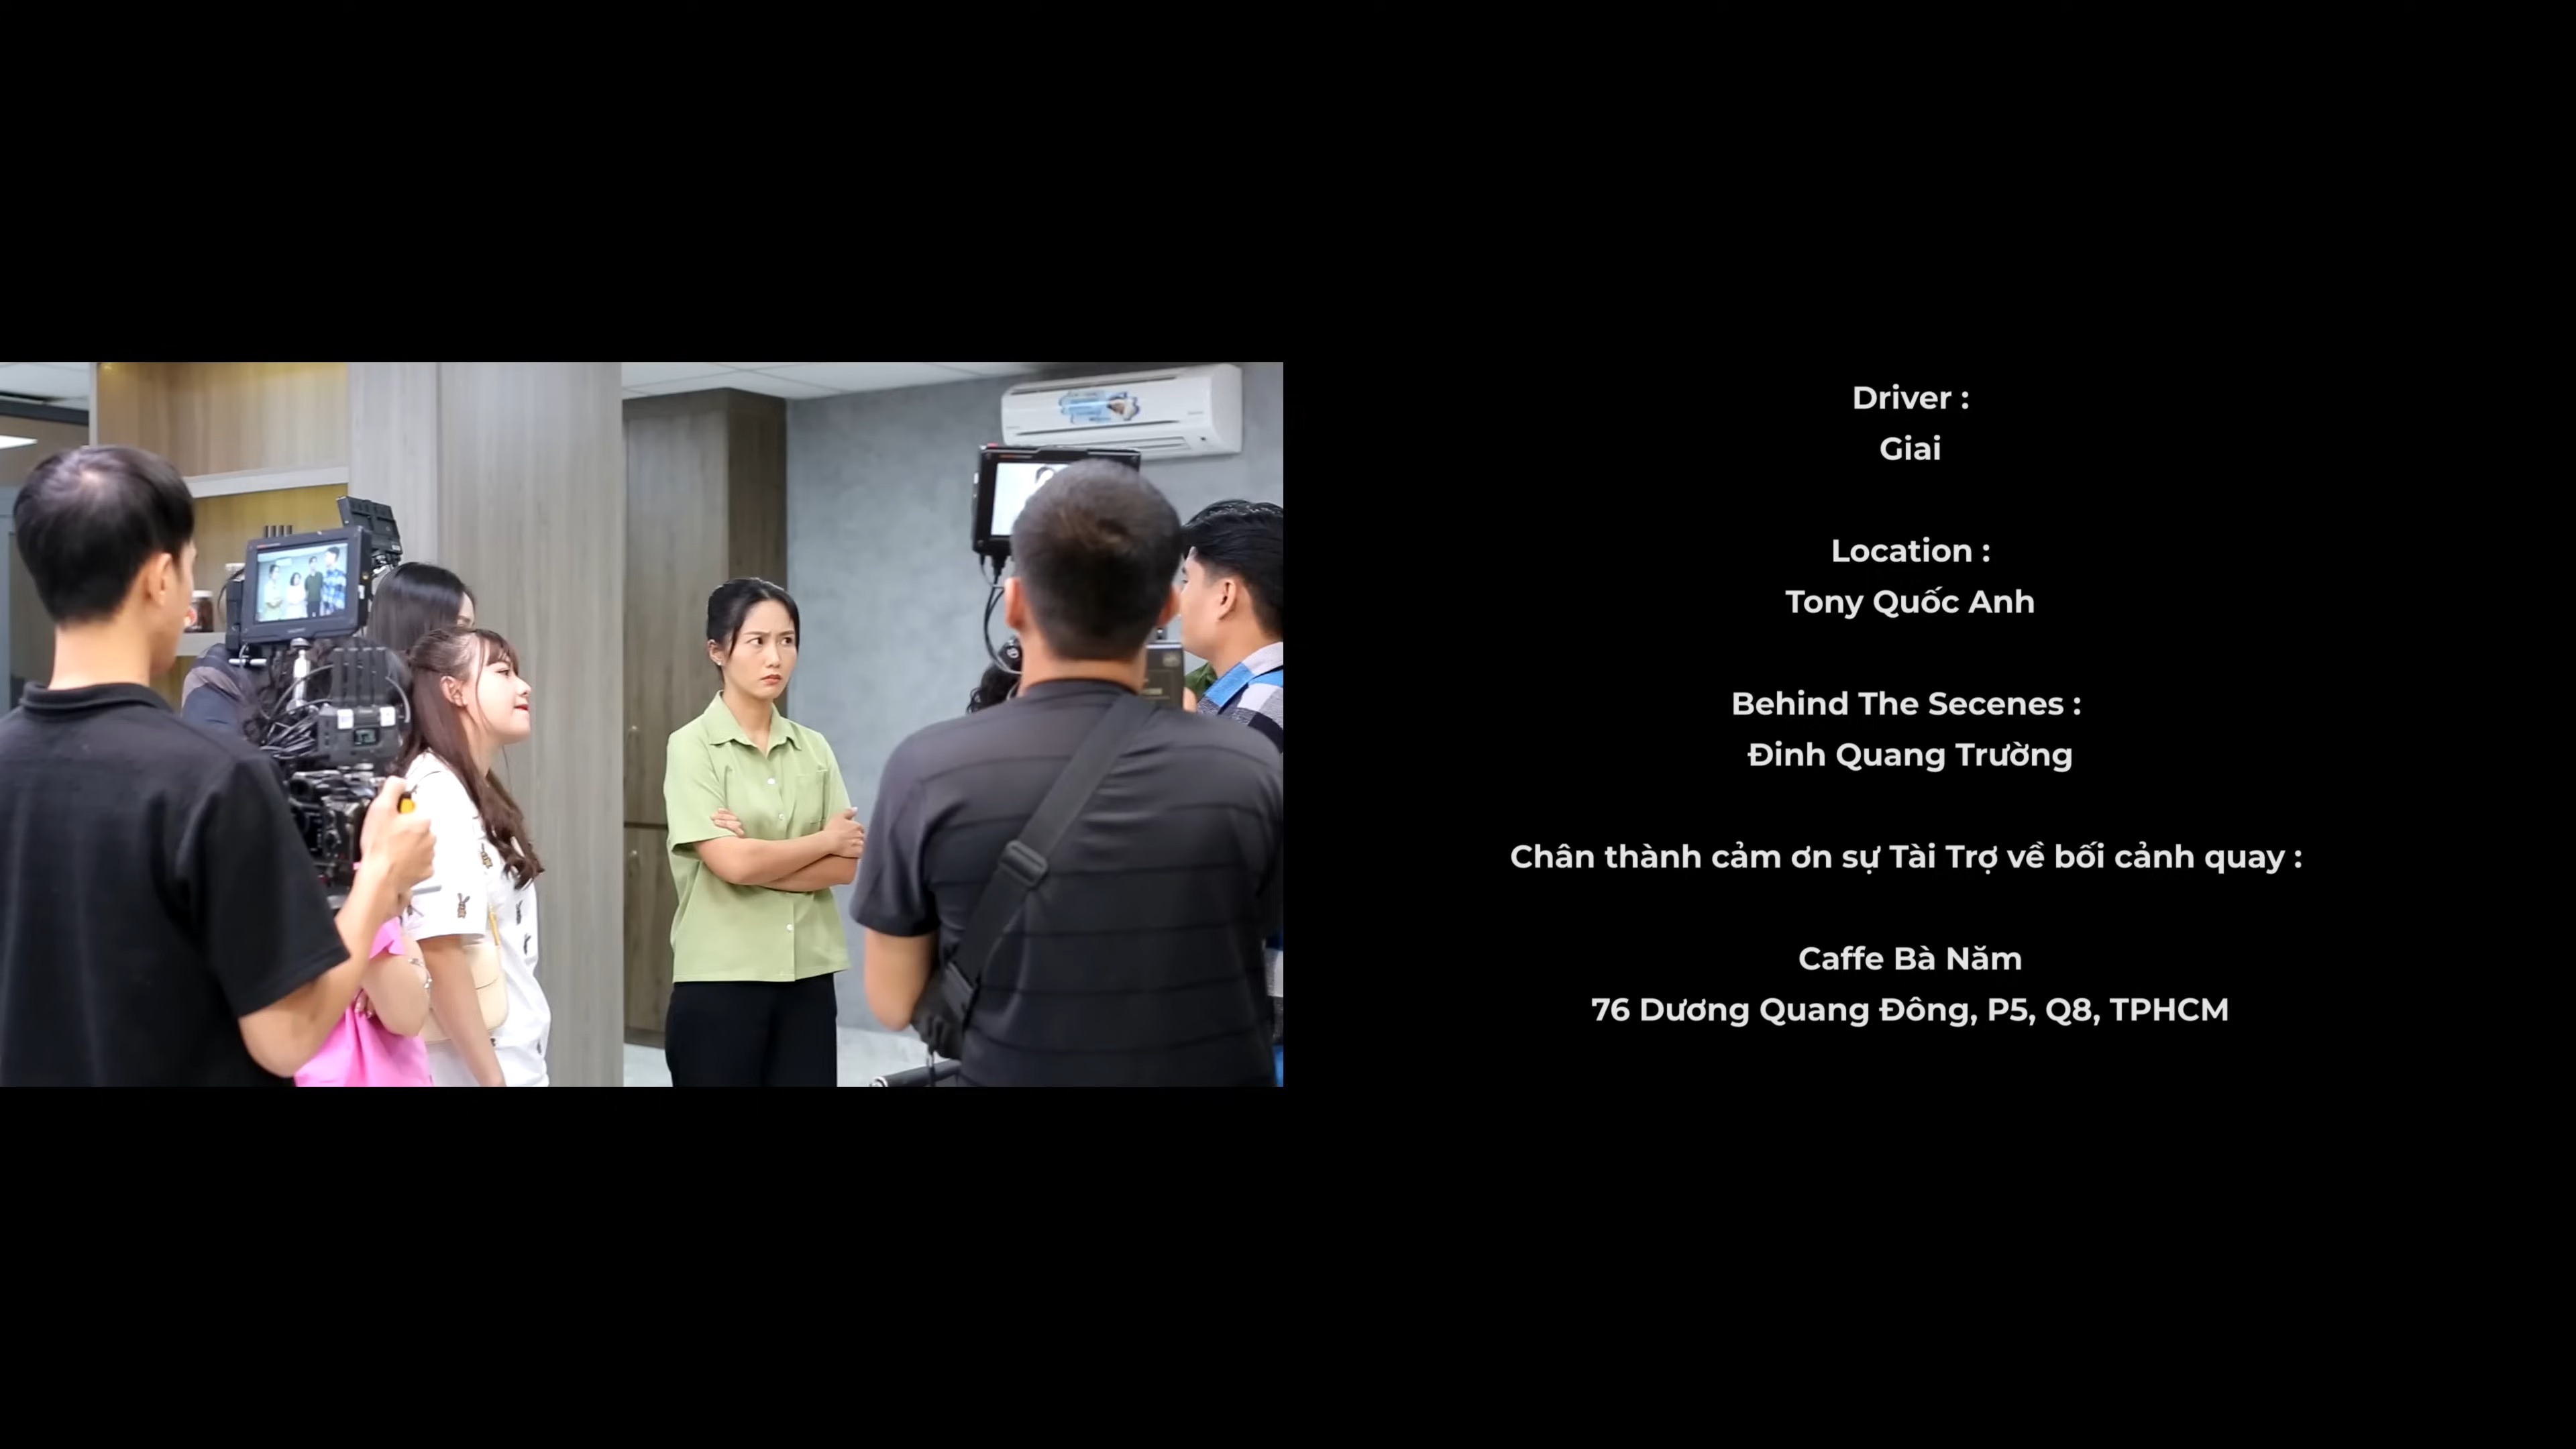 Driver :
Giai
Location :
Tony Quốc Anh
Behind The Secenes :
Đinh Quang Trường
Chân thành cảm ơn sự Tài Trợ về bối cảnh quay :
Caffe Bà Năm
76 Dương Quang Đông, P5, Q8, TPHCM